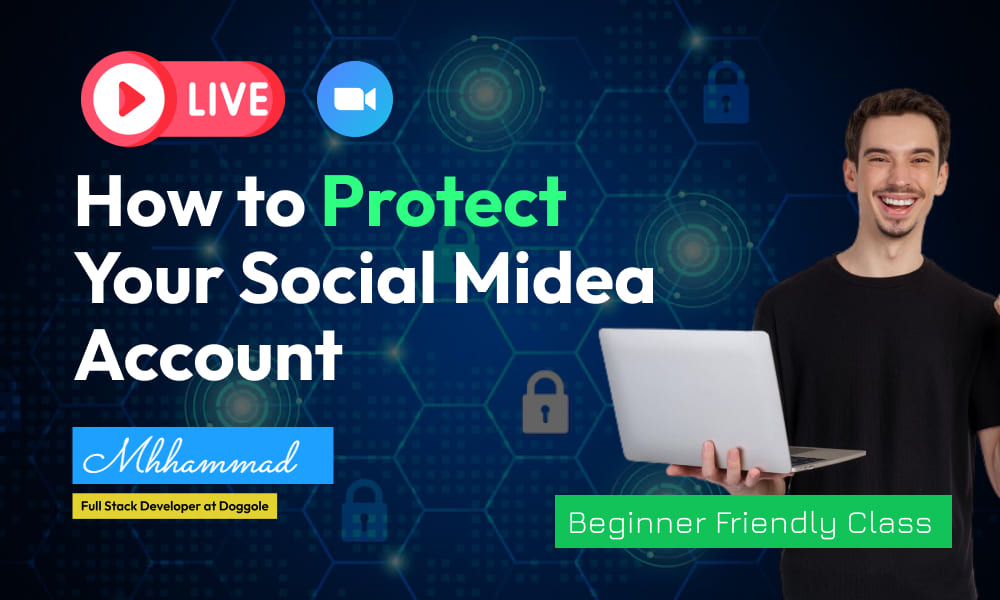 LIVE
How to Protect
Your Social Midea
Account
Mhhammad
Full Stack Developer at Doggole
Beginner Friendly Class